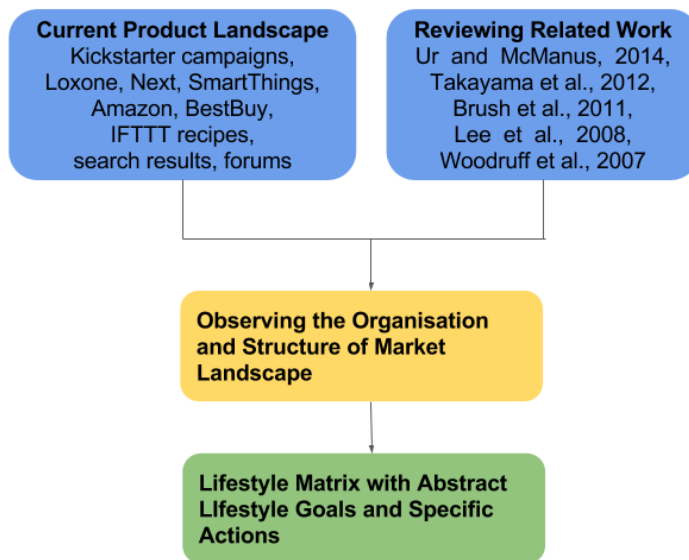 Current Product Landscape
Kickstarter campaigns,
Loxone, Next, SmartThings,
Amazon, BestBuy,
IFTTT recipes,
search results, forums
Reviewing Related Work
Ur and McManus, 2014,
Takayama et al., 2012,
Brush et al., 2011,
Lee et al., 2008,
Woodruff et al., 2007
Observing the Organisation
and Structure of Market
Landscape
Lifestyle Matrix with Abstract
LIfestyle Goals and Specific
Actions